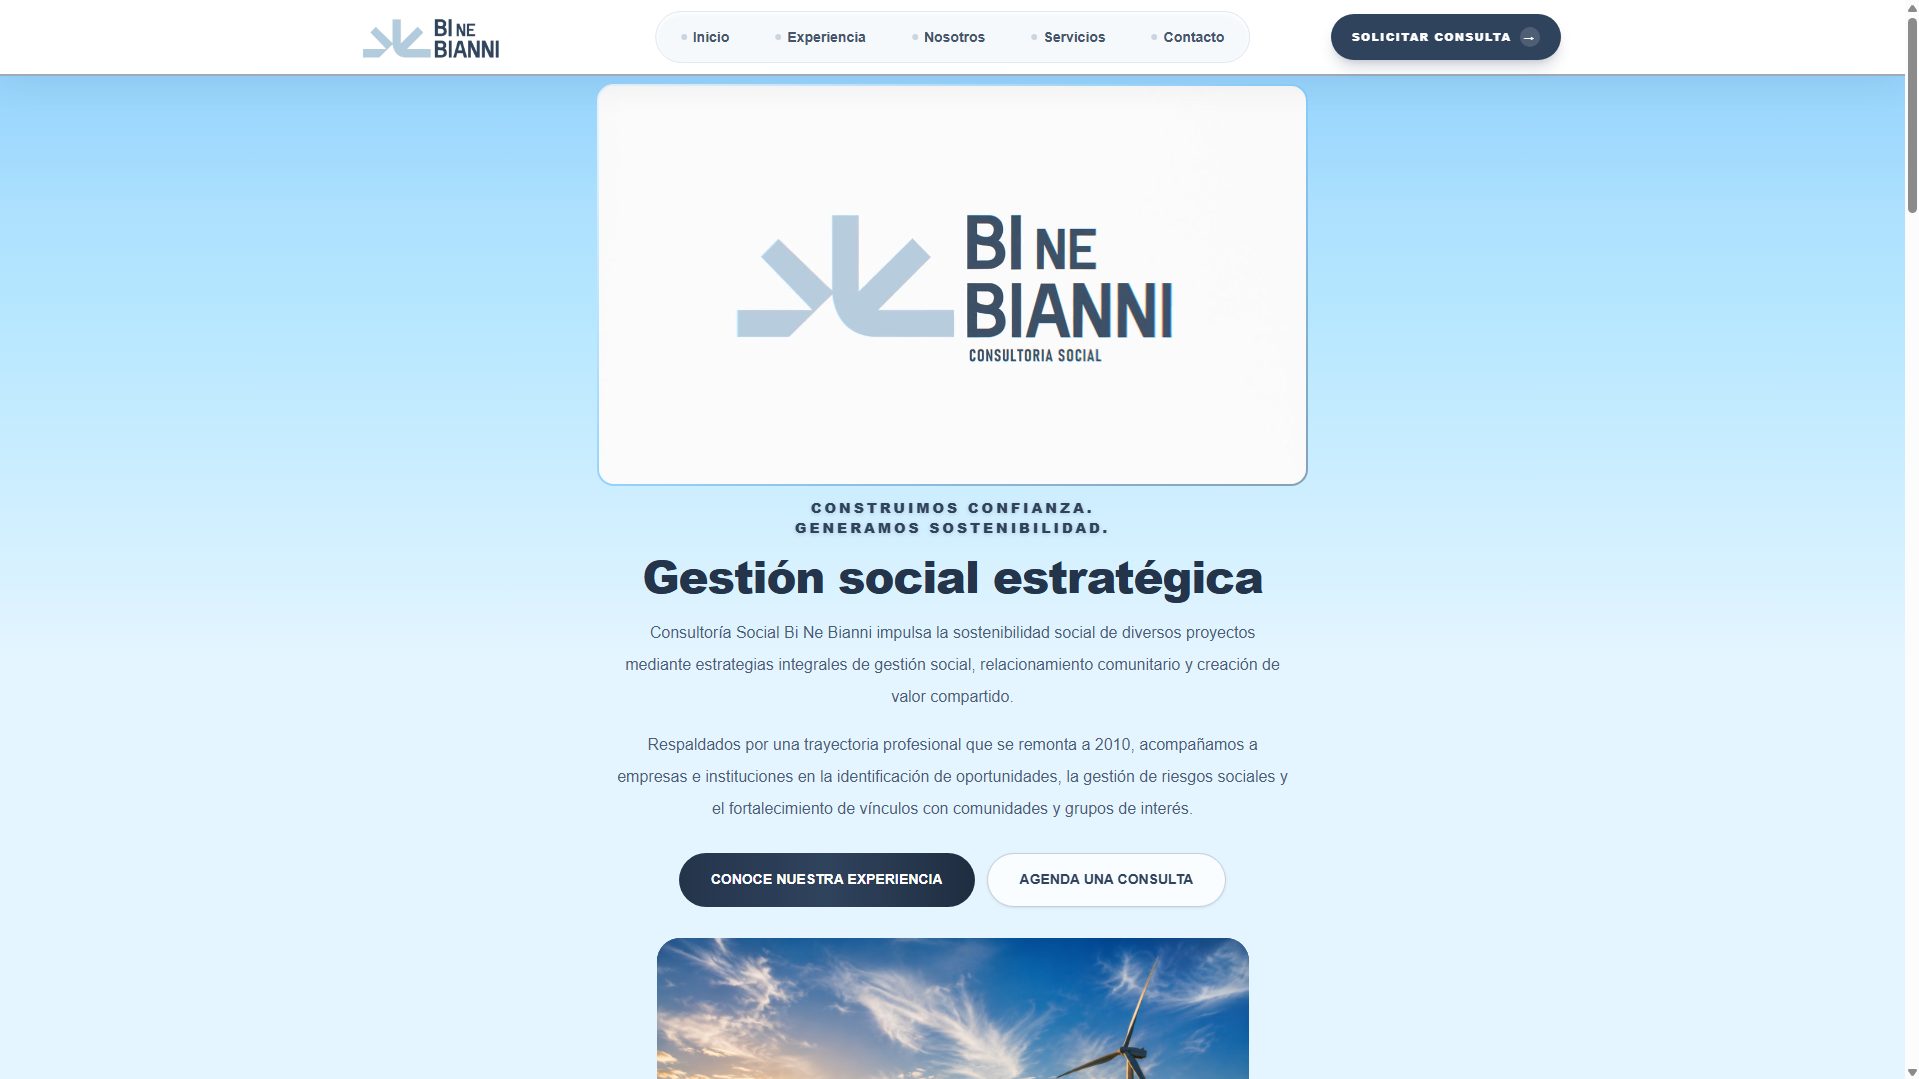 BI NE
BIANNI
Inicio
Experiencia
Nosotros
Servicios
Contacto
SOLICITAR CONSULTA →
BI NE
BIANNI
CONSULTORIA SOCIAL
CONSTRUIMOS CONFIANZA.
GENERAMOS SOSTENIBILIDAD.
Gestión social estratégica
Consultoría Social Bi Ne Bianni impulsa la sostenibilidad social de diversos proyectos
mediante estrategias integrales de gestión social, relacionamiento comunitario y creación de
valor compartido.
Respaldados por una trayectoria profesional que se remonta a 2010, acompañamos a
empresas e instituciones en la identificación de oportunidades, la gestión de riesgos sociales y
el fortalecimiento de vínculos con comunidades y grupos de interés.
CONOCE NUESTRA EXPERIENCIA
AGENDA UNA CONSULTA